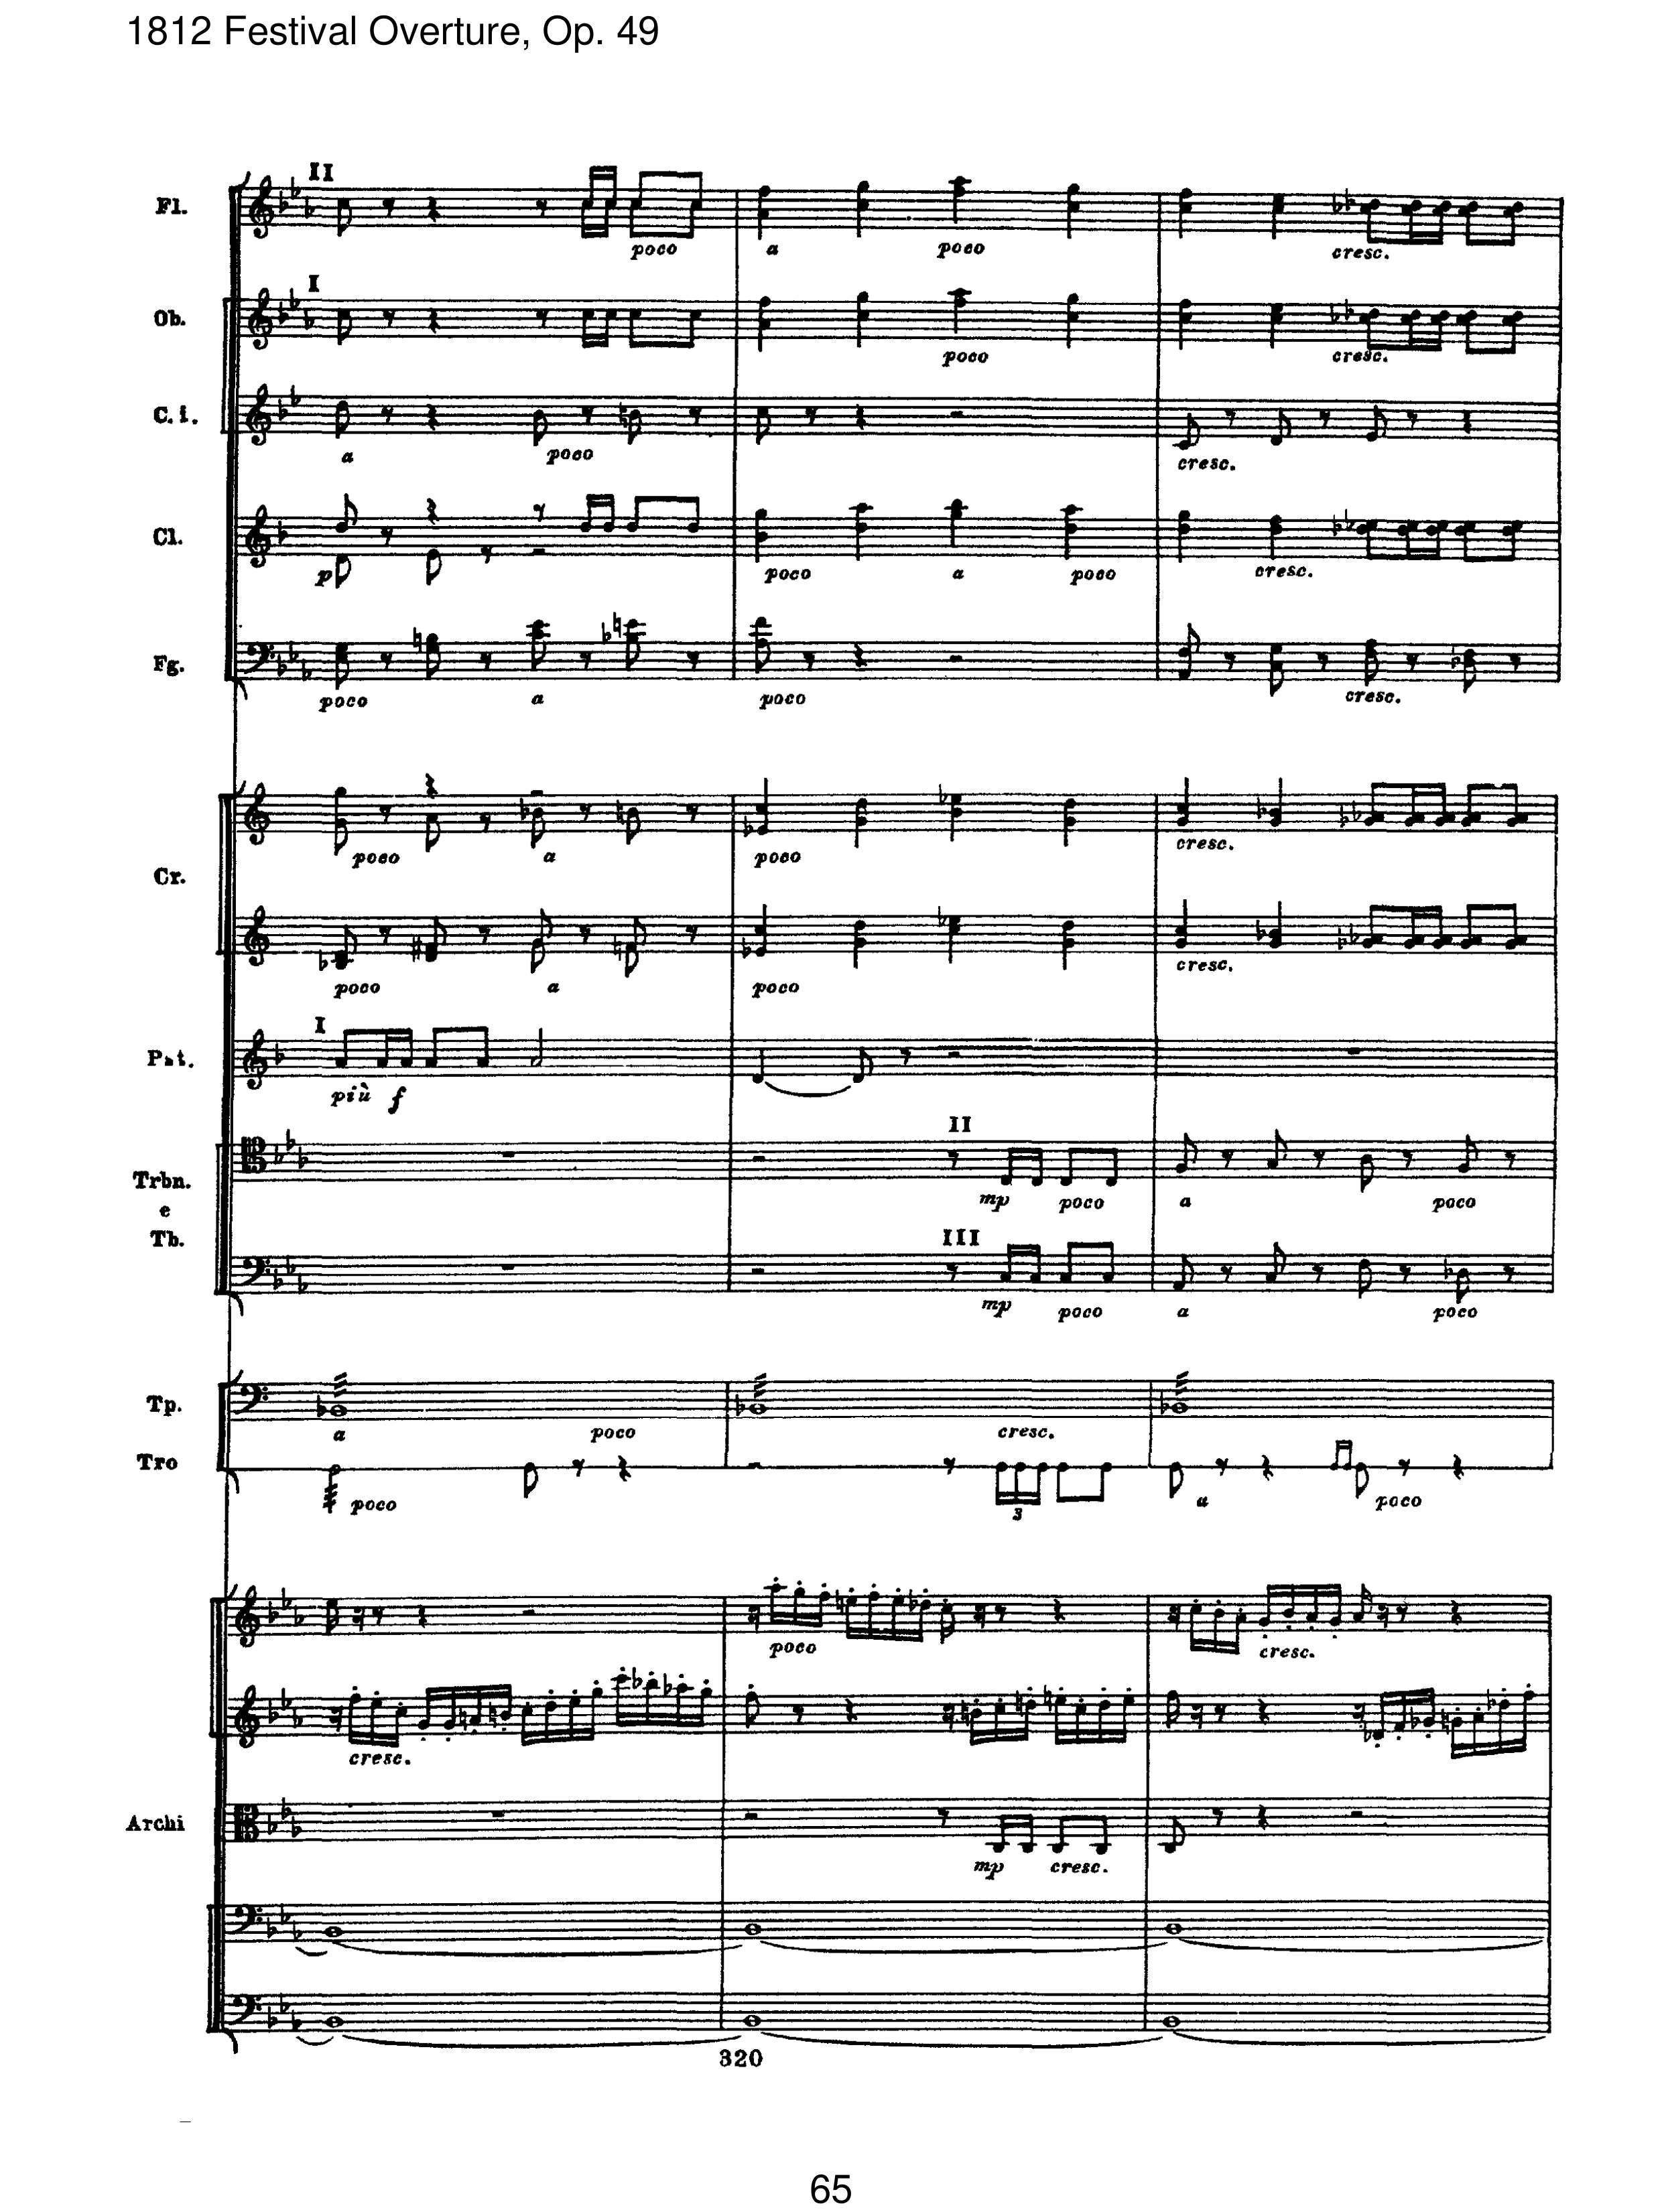 1812 Festival Overture, Op. 49
II
Fl.
poco a poco cresc.
I
Ob.
poco cresc.
C. i.
a poco cresc.
Cl.
p poco a poco cresc.
Fg.
poco a poco cresc.
poco a poco cresc.
Cr.
poco a poco cresc.
I
Pst.
più f
II
mp poco a poco
Trbn.
e
Tb.
III
mp poco a poco
Tp.
a poco cresc.
Tro
poco 3 a poco
poco cresc.
cresc.
Archi
mp cresc.
320
65